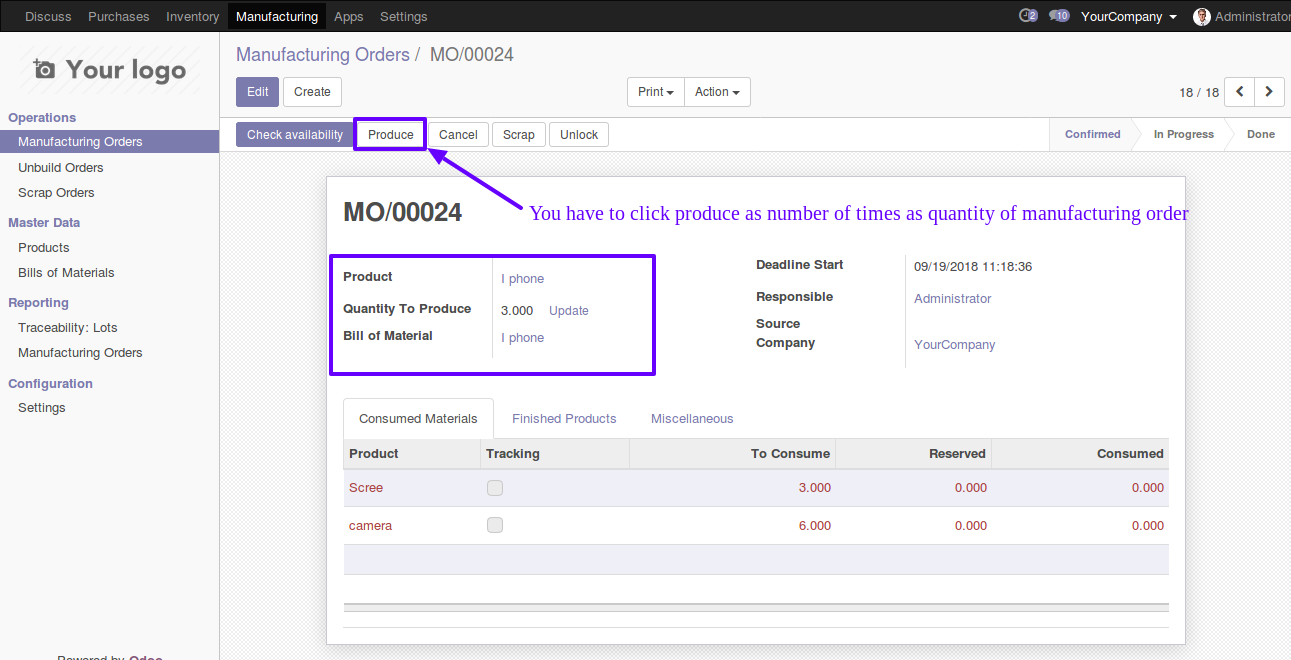 Discuss Purchases Inventory Manufacturing Apps Settings 2 10 YourCompany Administrator
Your logo
Manufacturing Orders / MO/00024
Edit Create Print Action 18 / 18
Check availability Produce Cancel Scrap Unlock Confirmed In Progress Done
Operations
Manufacturing Orders
Unbuild Orders
Scrap Orders
Master Data
Products
Bills of Materials
Reporting
Traceability: Lots
Manufacturing Orders
Configuration
Settings
Powered by Odoo
MO/00024
You have to click produce as number of times as quantity of manufacturing order
Product I phone
Quantity To Produce 3.000 Update
Bill of Material I phone
Deadline Start 09/19/2018 11:18:36
Responsible Administrator
Source
Company YourCompany
Consumed Materials Finished Products Miscellaneous
Product Tracking To Consume Reserved Consumed
Scree 3.000 0.000 0.000
camera 6.000 0.000 0.000